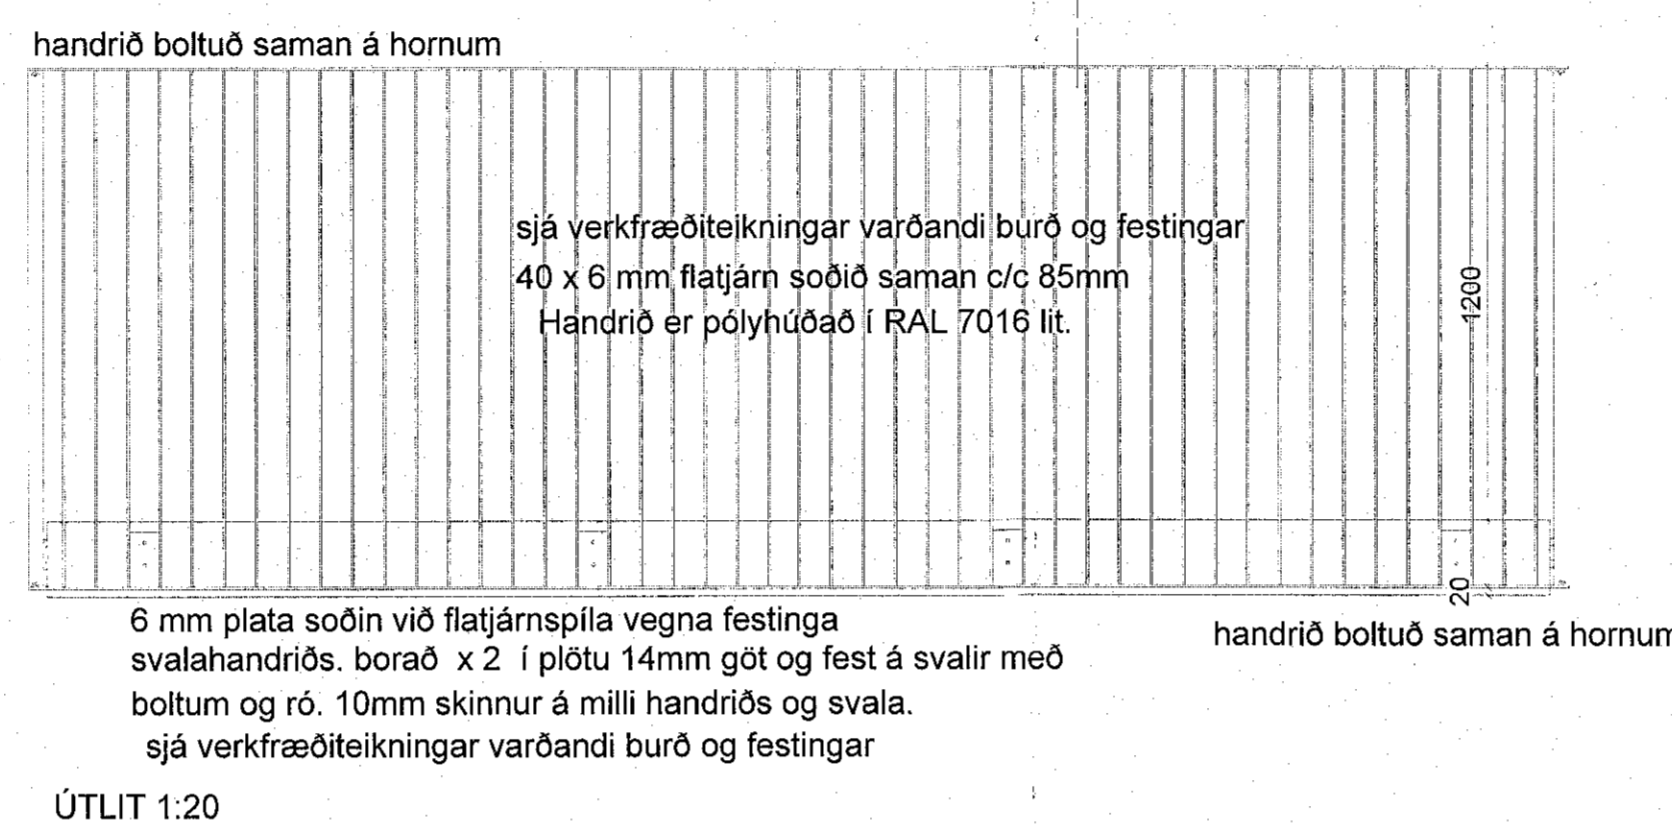 handrið boltuð saman á hornum
sjá verkfræðiteikningar varðandi burð og festingar
40 x 6 mm flatjárn soðið saman c/c 85mm
Handrið er pólyhúðað í RAL 7016 lit.
1200
20
6 mm plata soðin við flatjárnspíla vegna festinga
svalahandriðs. borað x 2 í plötu 14mm göt og fest á svalir með
boltum og ró. 10mm skinnur á milli handriðs og svala.
sjá verkfræðiteikningar varðandi burð og festingar
handrið boltuð saman á hornum
ÚTLIT 1:20